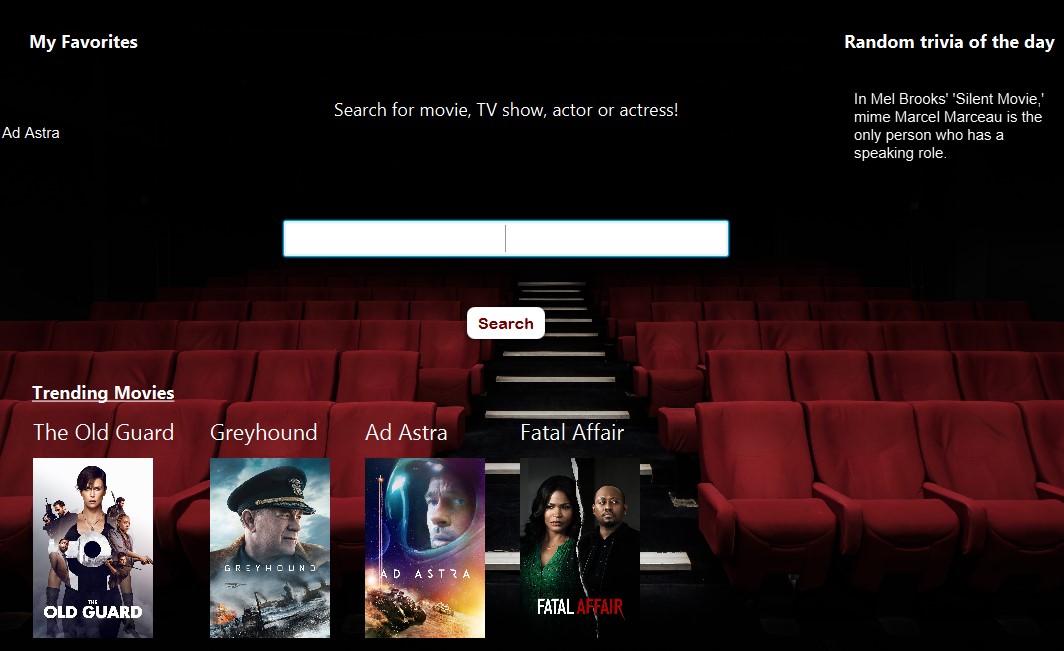 My Favorites
Random trivia of the day
Search for movie, TV show, actor or actress!
Ad Astra
In Mel Brooks' 'Silent Movie,'
mime Marcel Marceau is the
only person who has a
speaking role.
Search
Trending Movies
The Old Guard
Greyhound
Ad Astra
Fatal Affair
THE
OLD GUARD
GREYHOUND
AD ASTRA
FATAL AFFAIR